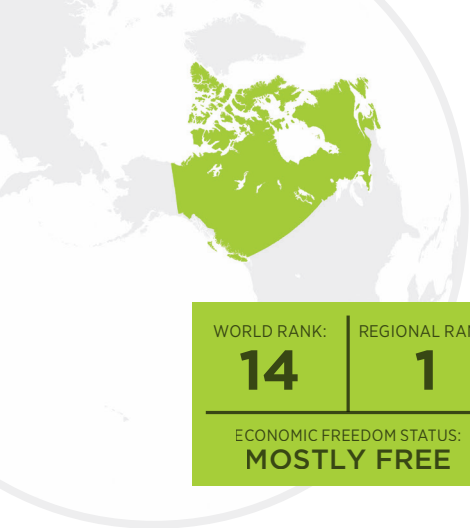 WORLD RANK:
14
REGIONAL RAN
1
ECONOMIC FREEDOM STATUS:
MOSTLY FREE